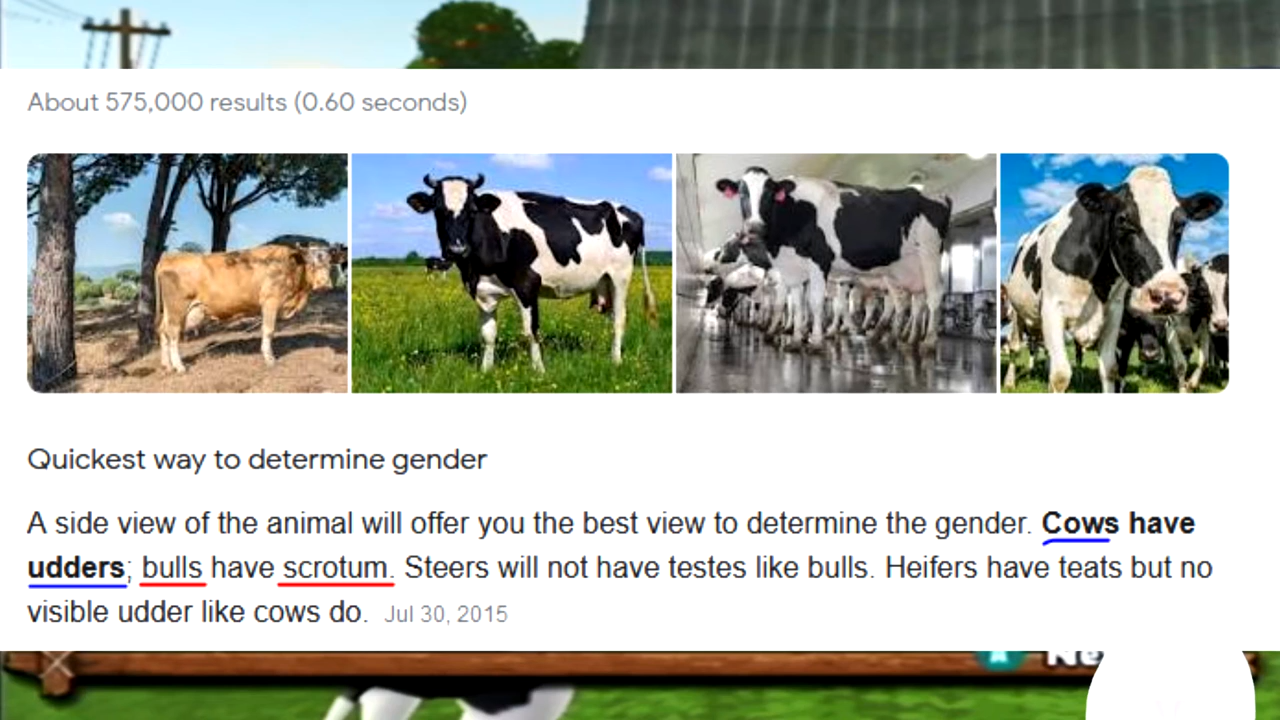 About 575,000 results (0.60 seconds)
Quickest way to determine gender
A side view of the animal will offer you the best view to determine the gender. Cows have
udders; bulls have scrotum. Steers will not have testes like bulls. Heifers have teats but no
visible udder like cows do. Jul 30, 2015